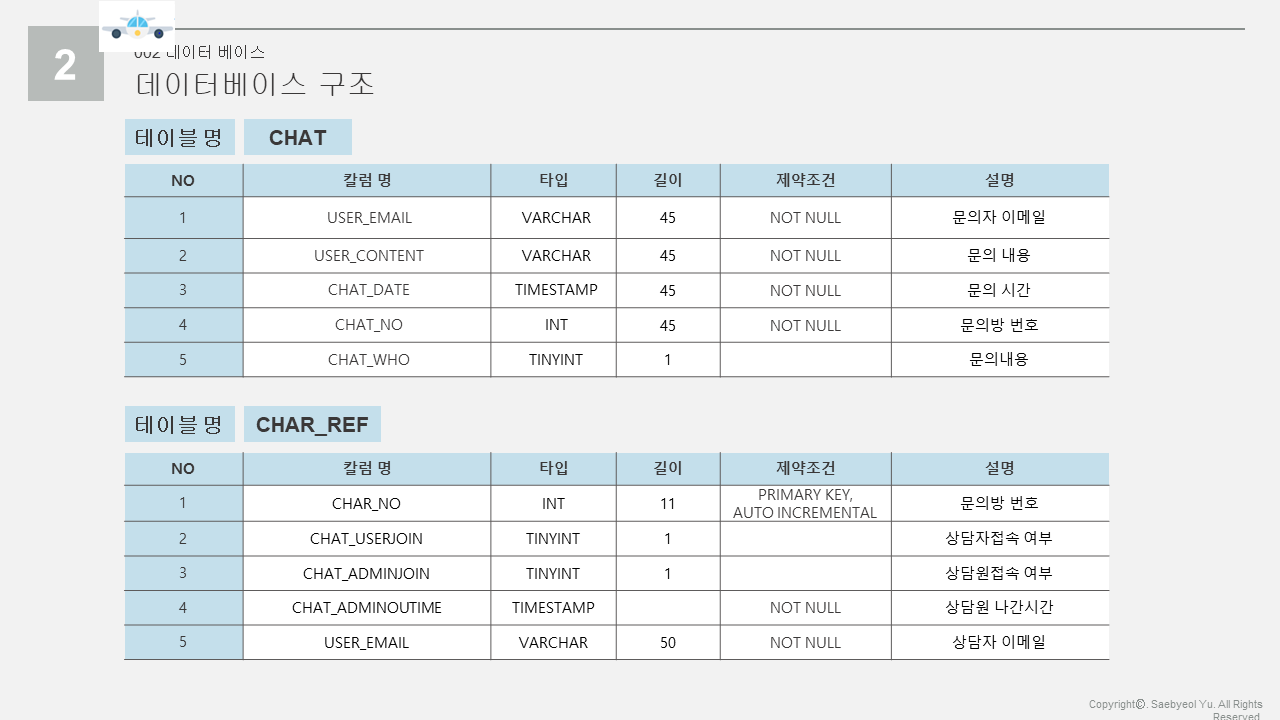 2
002 데이터 베이스
데이터베이스 구조
테이블 명 CHAT
NO 칼럼 명 타입 길이 제약조건 설명
1 USER_EMAIL VARCHAR 45 NOT NULL 문의자 이메일
2 USER_CONTENT VARCHAR 45 NOT NULL 문의 내용
3 CHAT_DATE TIMESTAMP 45 NOT NULL 문의 시간
4 CHAT_NO INT 45 NOT NULL 문의방 번호
5 CHAT_WHO TINYINT 1 문의내용
테이블 명 CHAR_REF
NO 칼럼 명 타입 길이 제약조건 설명
1 CHAR_NO INT 11 PRIMARY KEY, 문의방 번호
AUTO INCREMENTAL
2 CHAT_USERJOIN TINYINT 1 상담자접속 여부
3 CHAT_ADMINJOIN TINYINT 1 상담원접속 여부
4 CHAT_ADMINOUTIME TIMESTAMP NOT NULL 상담원 나간시간
5 USER_EMAIL VARCHAR 50 NOT NULL 상담자 이메일
Copyright©. Saebyeol Yu. All Rights
Reserved.